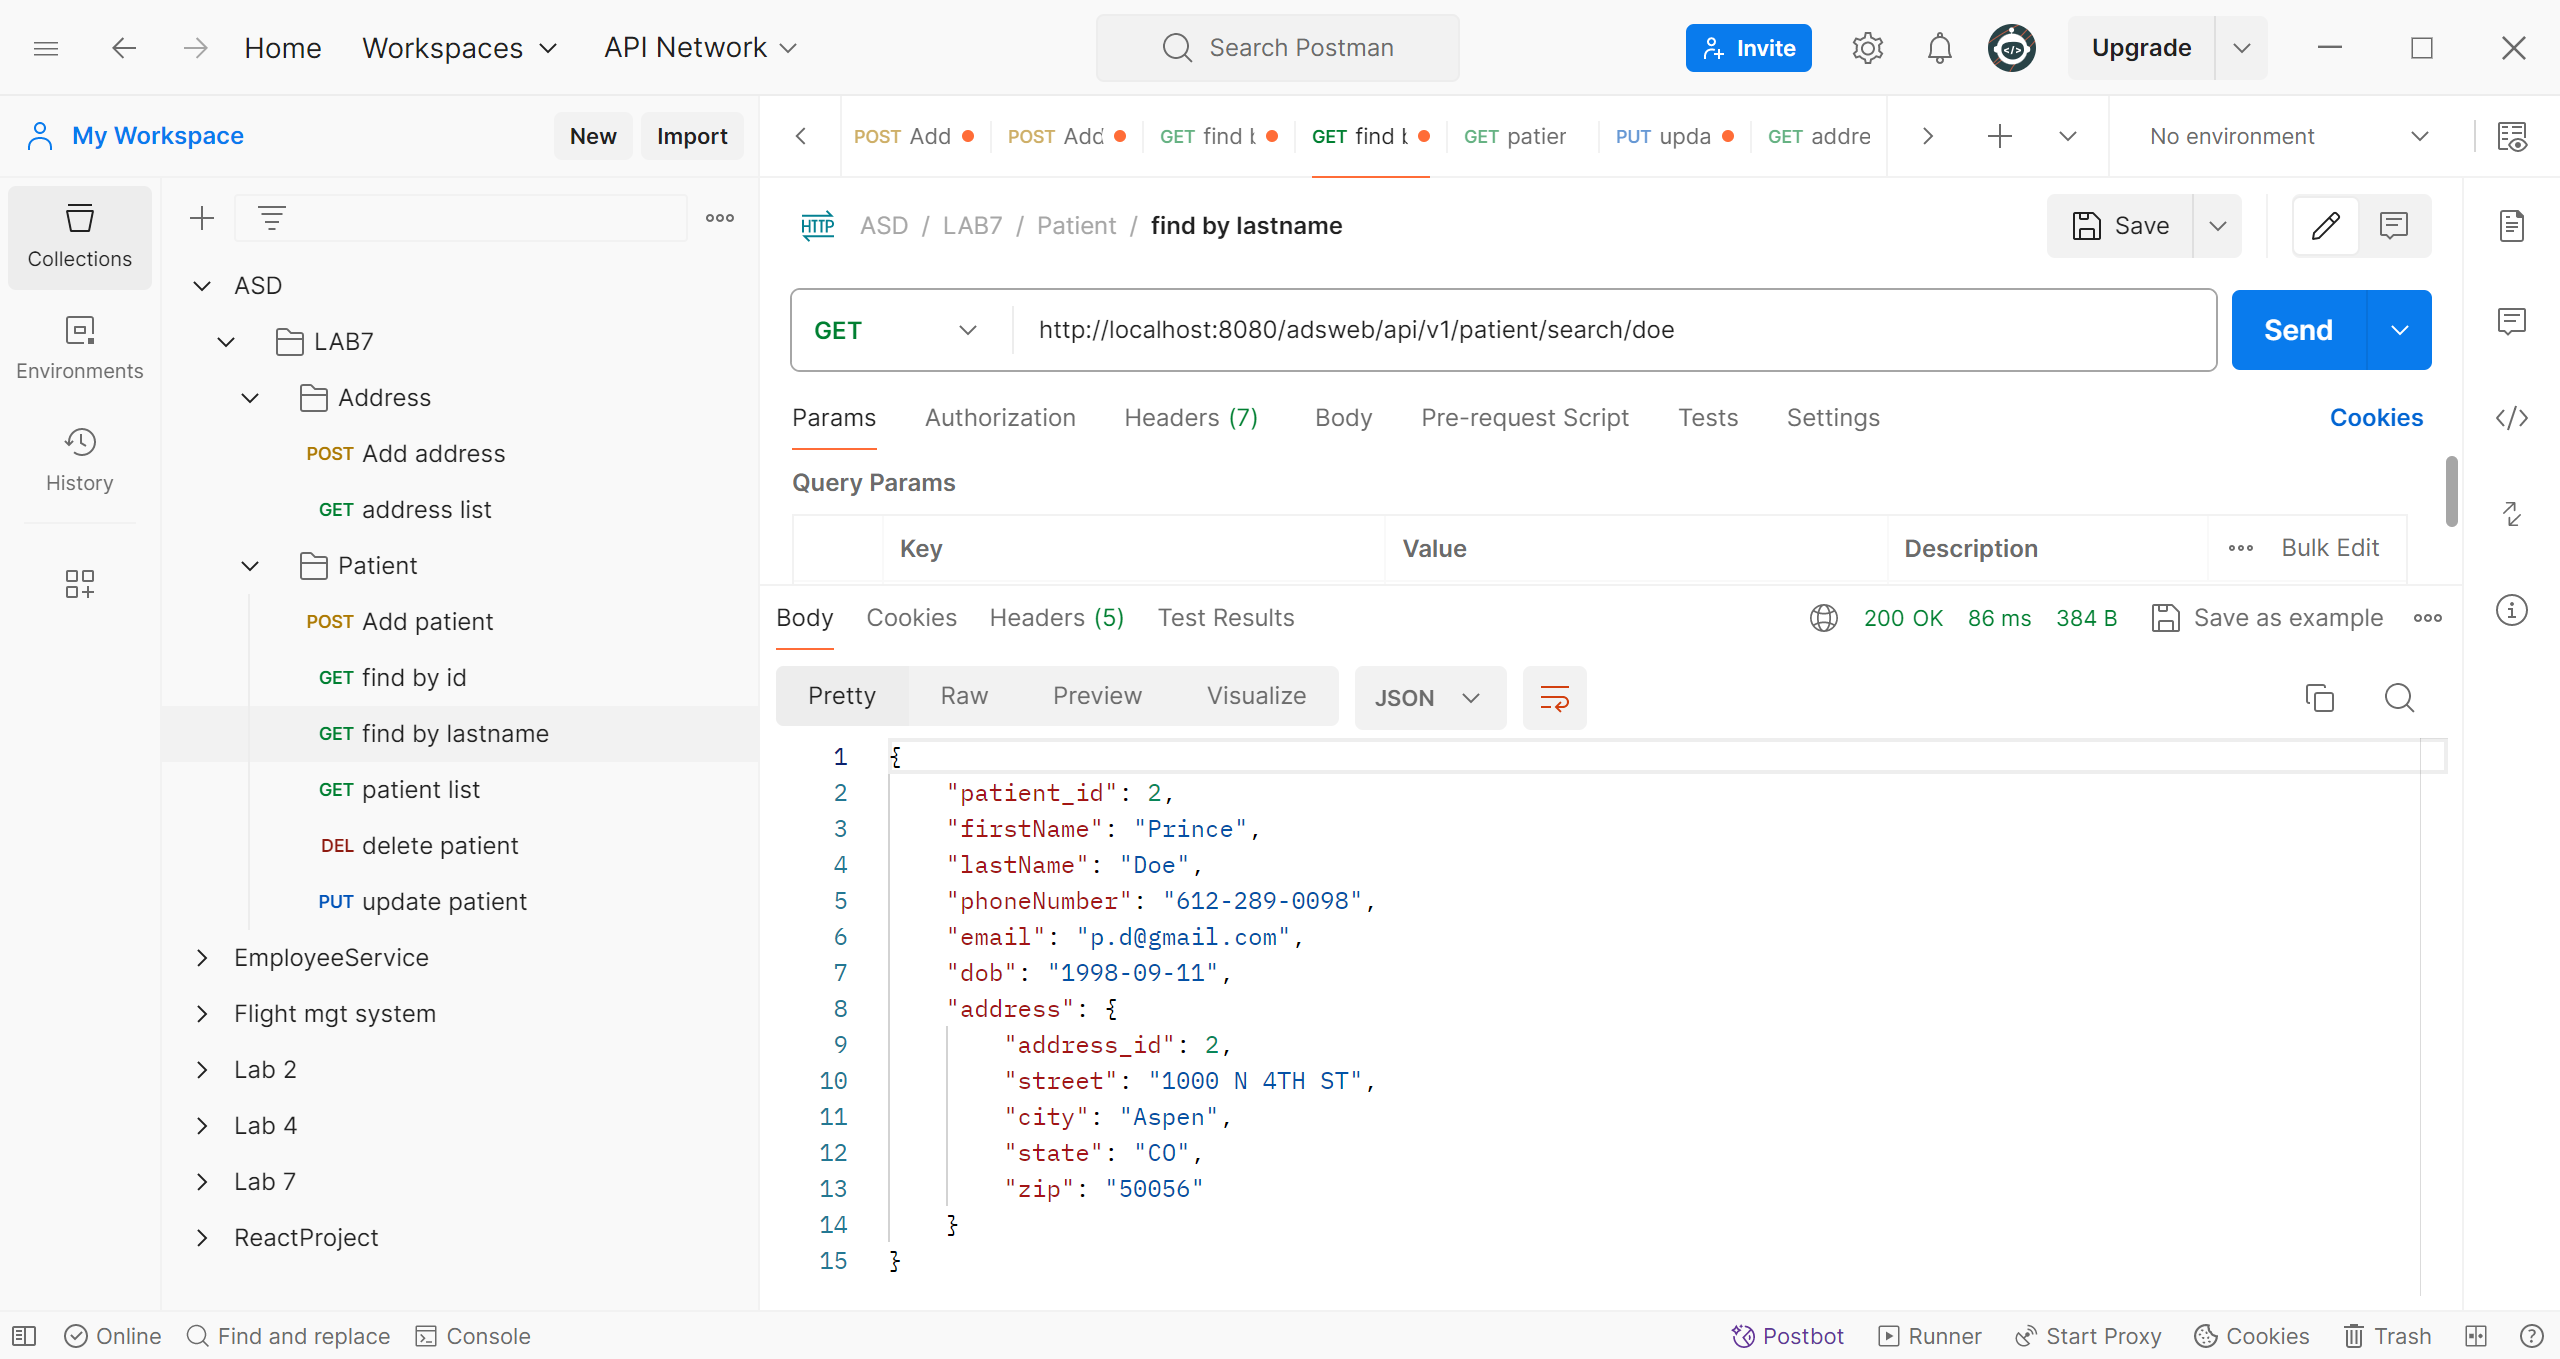 Home Workspaces API Network Search Postman Invite Upgrade
My Workspace New Import
POST Add POST Add GET find b GET find b GET patien PUT upda GET addre No environment
Collections
Environments
History
ASD
LAB7
Address
POST Add address
GET address list
Patient
POST Add patient
GET find by id
GET find by lastname
GET patient list
DEL delete patient
PUT update patient
EmployeeService
Flight mgt system
Lab 2
Lab 4
Lab 7
ReactProject
HTTP ASD / LAB7 / Patient / find by lastname Save
GET http://localhost:8080/adsweb/api/v1/patient/search/doe Send
Params Authorization Headers (7) Body Pre-request Script Tests Settings Cookies
Query Params
Key Value Description Bulk Edit
Body Cookies Headers (5) Test Results 200 OK 86 ms 384 B Save as example
Pretty Raw Preview Visualize JSON
1 {
2 "patient_id": 2,
3 "firstName": "Prince",
4 "lastName": "Doe",
5 "phoneNumber": "612-289-0098",
6 "email": "p.d@gmail.com",
7 "dob": "1998-09-11",
8 "address": {
9 "address_id": 2,
10 "street": "1000 N 4TH ST",
11 "city": "Aspen",
12 "state": "CO",
13 "zip": "50056"
14 }
15 }
Online Find and replace Console Postbot Runner Start Proxy Cookies Trash